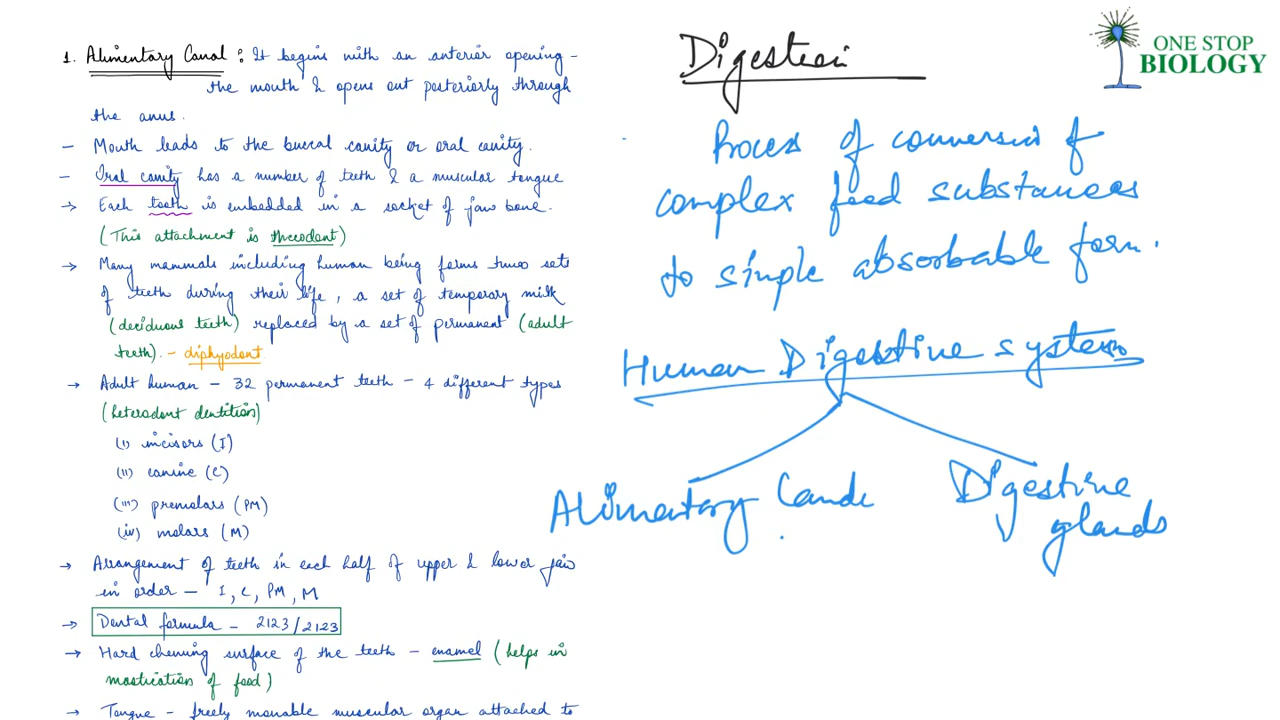 1. Alimentary Canal : It begins with an anterior opening -
the mouth & opens out posteriorly through
the anus.
- Mouth leads to the buccal cavity or oral cavity.
- Oral cavity has a number of teeth & a muscular tongue
→ Each tooth is embedded in a socket of jaw bone.
(This attachment is thecodont)
→ Many mammals including human being forms two sets
of teeth during their life, a set of temporary milk
(deciduous teeth) replaced by a set of permanent (adult
teeth). - diphyodont
→ Adult human - 32 permanent teeth - 4 different types
(heterodont dentition)
(i) incisors (I)
(ii) canine (C)
(iii) premolars (PM)
(iv) molars (M)
→ Arrangement of teeth in each half of upper & lower jaw
in order - I, C, PM, M
→ Dental formula - 2123/2123
→ Hard chewing surface of the teeth - enamel (helps in
mastication of food)
→ Tongue - freely movable muscular organ attached to
Digestion
Process of conversion of
complex food substances
to simple absorbable form.
Human Digestive system
Alimentary Canal
Digestive
glands
ONE STOP
BIOLOGY